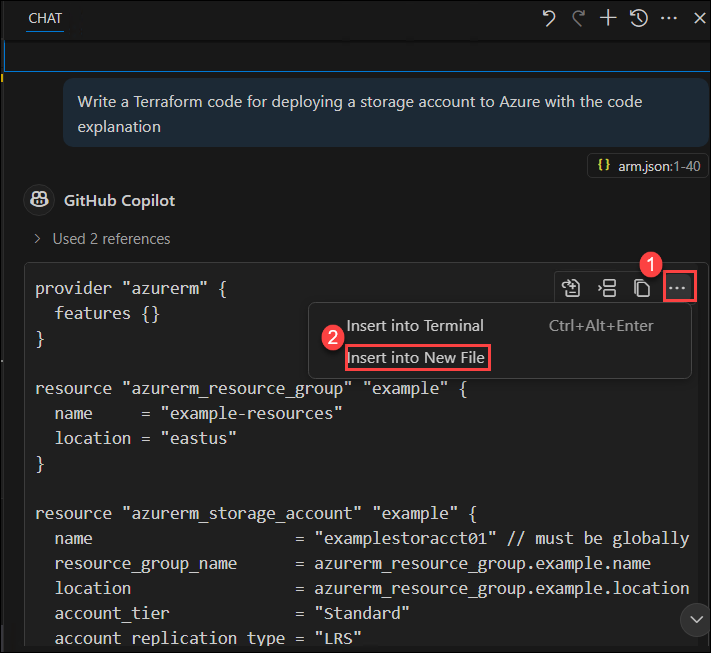 CHAT
Write a Terraform code for deploying a storage account to Azure with the code
explanation
{} arm.json:1-40
GitHub Copilot
Used 2 references
1
provider "azurerm" {
features {}
}
2
Insert into Terminal Ctrl+Alt+Enter
Insert into New File
resource "azurerm_resource_group" "example" {
name = "example-resources"
location = "eastus"
}
resource "azurerm_storage_account" "example" {
name = "examplestoracct01" // must be globally
resource_group_name = azurerm_resource_group.example.name
location = azurerm_resource_group.example.location
account_tier = "Standard"
account_replication_type = "LRS"